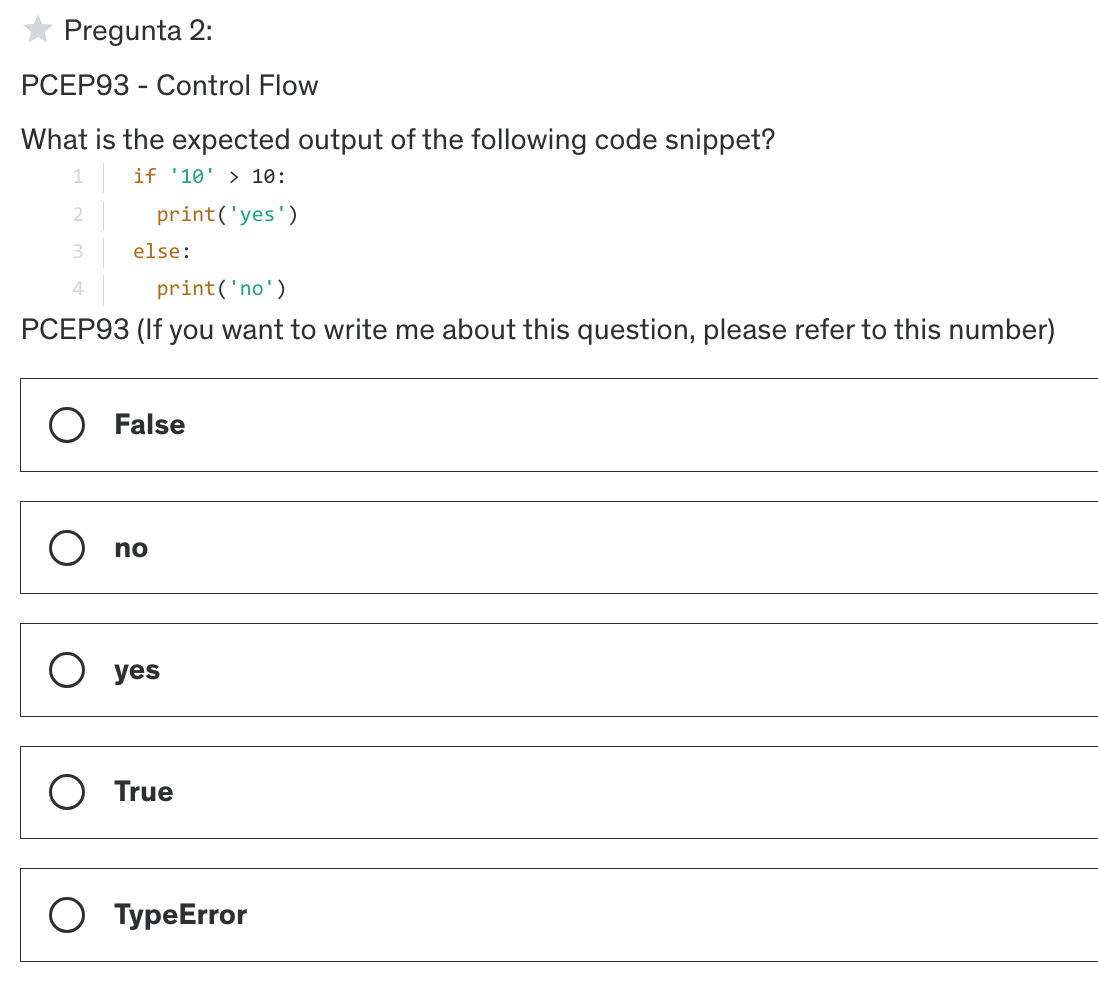 Pregunta 2:
PCEP93 - Control Flow
What is the expected output of the following code snippet?
1 if '10' > 10:
2   print('yes')
3 else:
4   print('no')
PCEP93 (If you want to write me about this question, please refer to this number)
False
no
yes
True
TypeError